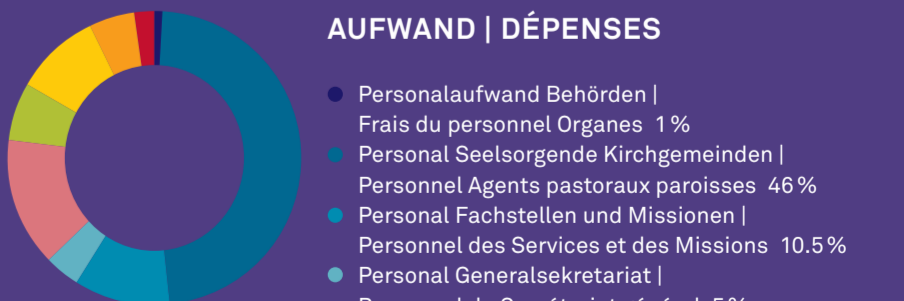 AUFWAND | DÉPENSES
Personalaufwand Behörden |
Frais du personnel Organes 1 %
Personal Seelsorgende Kirchgemeinden |
Personnel Agents pastoraux paroisses 46 %
Personal Fachstellen und Missionen |
Personnel des Services et des Missions 10.5 %
Personal Generalsekretariat |